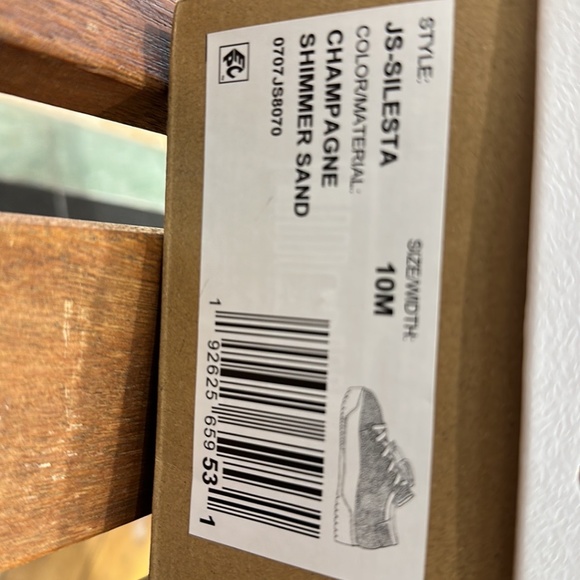 STYLE:
JS-SILESTA
SIZE/WIDTH:
10M
COLOR/MATERIAL:
CHAMPAGNE
SHIMMER SAND
0707JS8070
1 92625 659 53 1